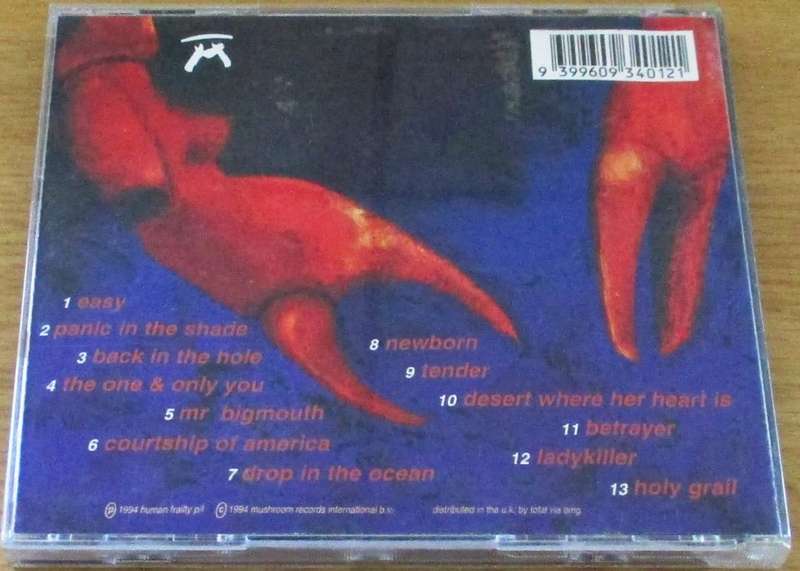 9 399609 340121
1 easy
2 panic in the shade
3 back in the hole
4 the one & only you
5 mr bigmouth
6 courtship of america
7 drop in the ocean
8 newborn
9 tender
10 desert where her heart is
11 betrayer
12 ladykiller
13 holy grail
℗ 1994 human frailty p/l © 1994 mushroom records international b.v.
distributed in the u.k. by total via bmg.